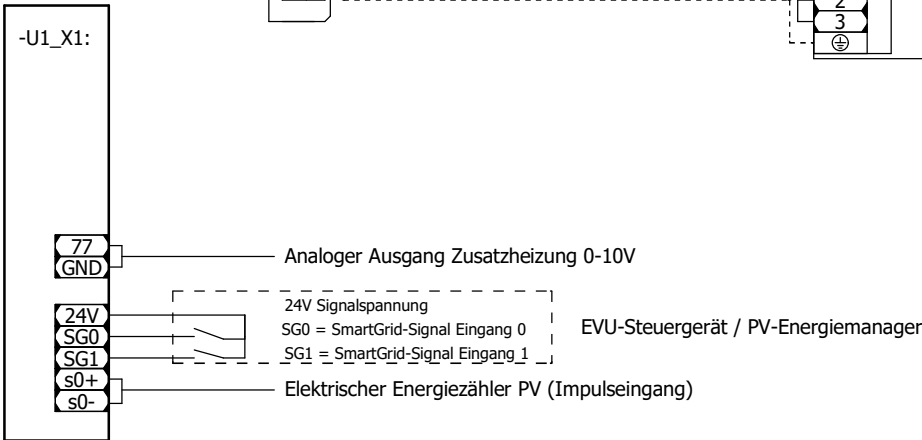 2
3
-U1_X1:
77
GND
Analoger Ausgang Zusatzheizung 0-10V
24V
SG0
SG1
s0+
s0-
24V Signalspannung
SG0 = SmartGrid-Signal Eingang 0
SG1 = SmartGrid-Signal Eingang 1
EVU-Steuergerät / PV-Energiemanager
Elektrischer Energiezähler PV (Impulseingang)